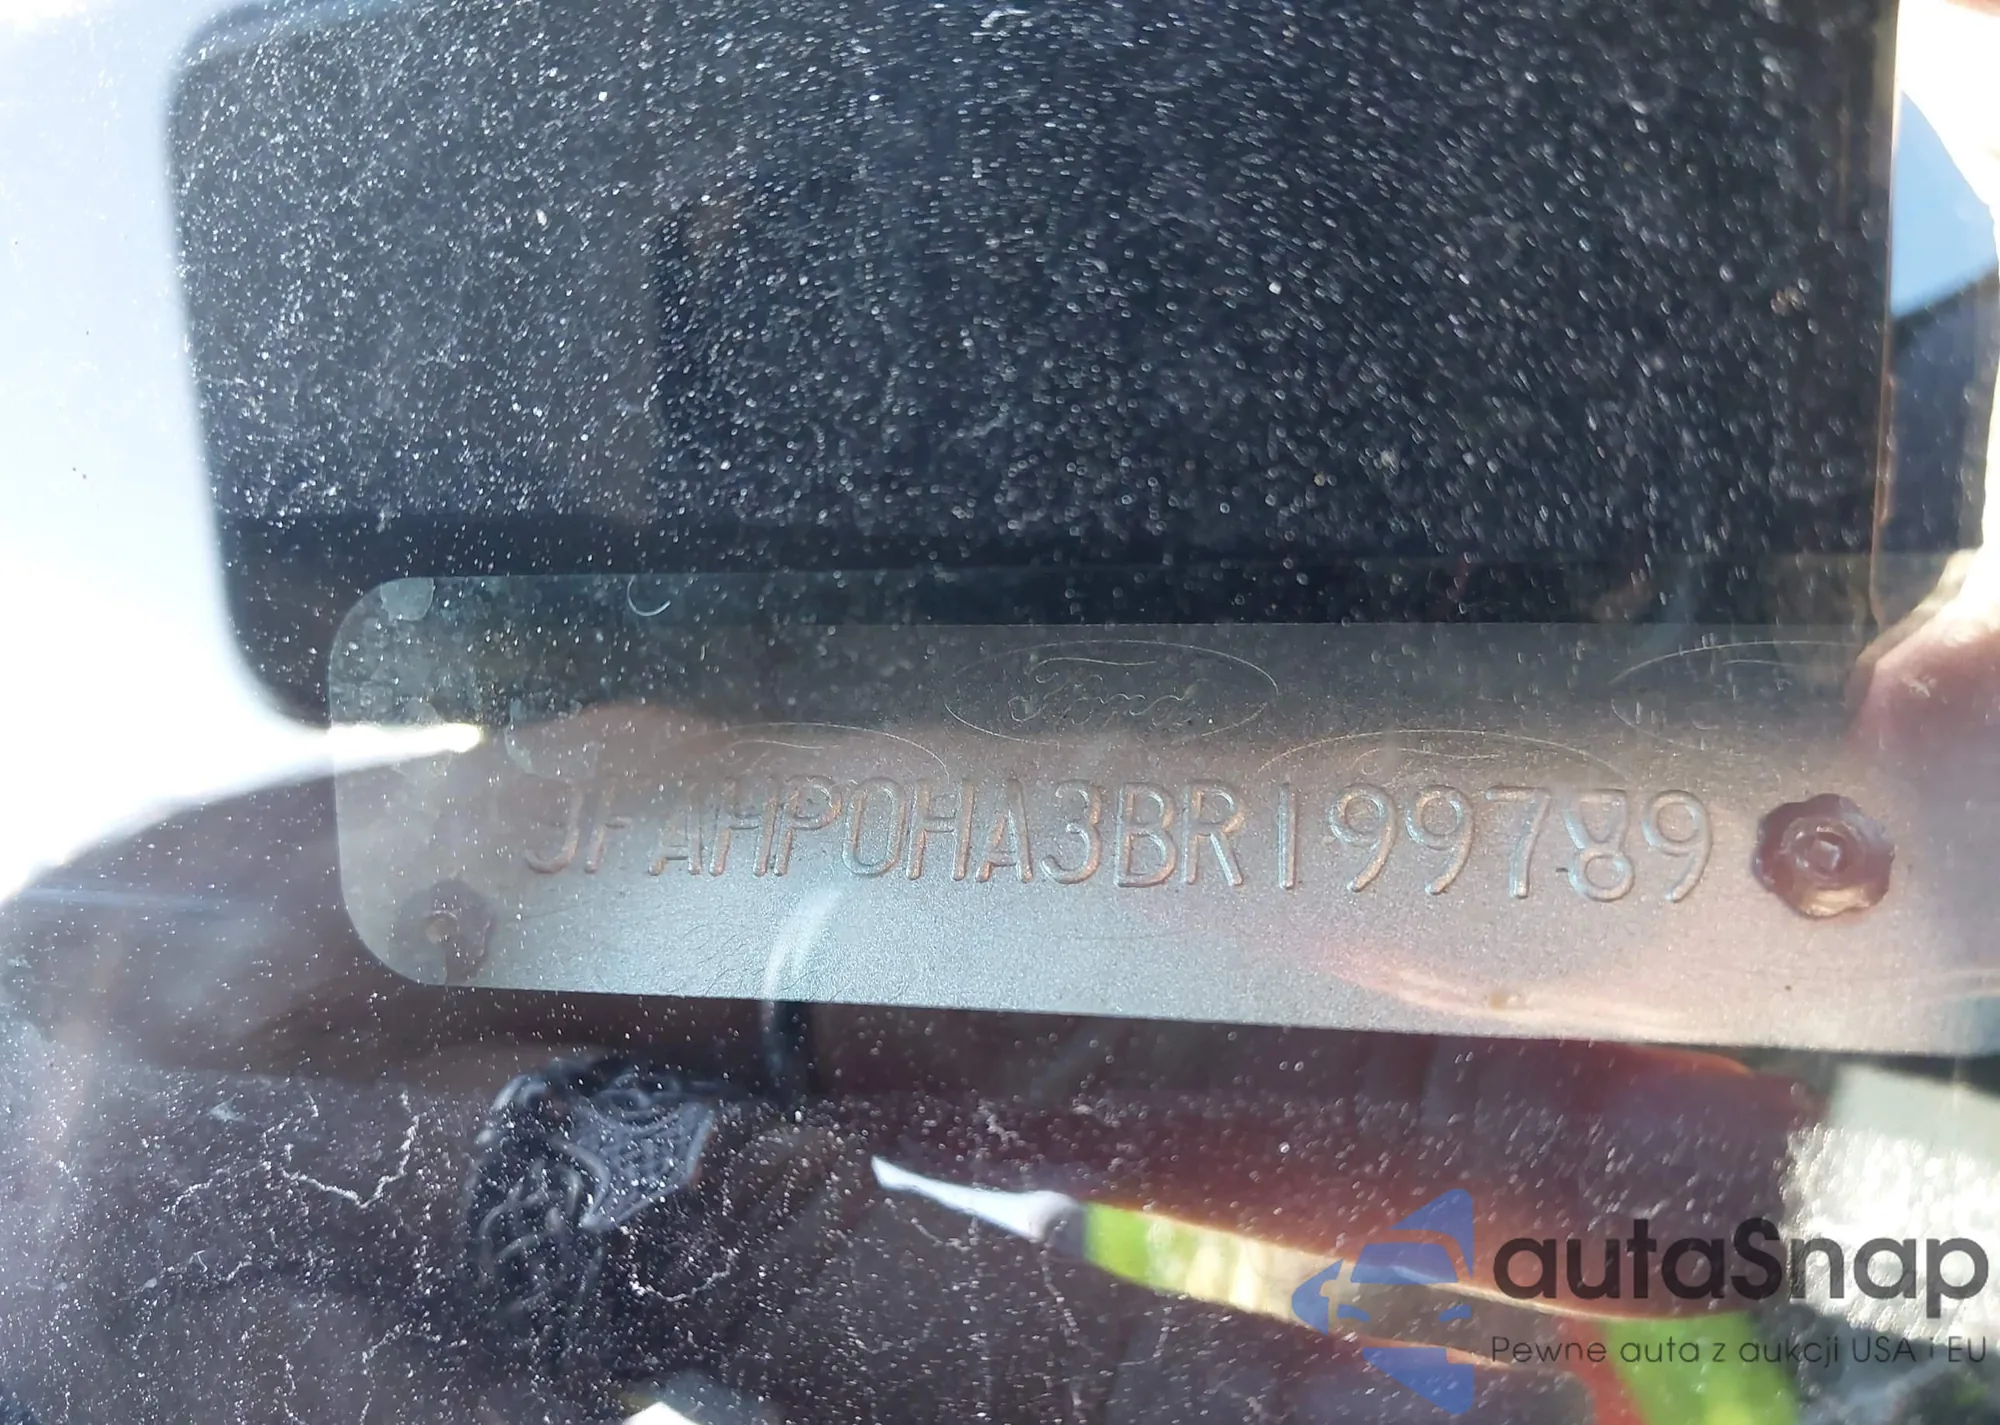 Ford
3FAHP0HA3BR199789
autaSnap
Pewne auta z aukcji USA i EU